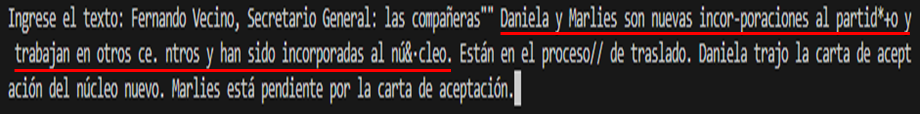 Ingrese el texto: Fernando Vecino, Secretario General: las compañeras"" Daniela y Marlies son nuevas incor-poraciones al partid*+o y
trabajan en otros ce. ntros y han sido incorporadas al nú&·cleo. Están en el proceso// de traslado. Daniela trajo la carta de acept
ación del núcleo nuevo. Marlies está pendiente por la carta de aceptación.